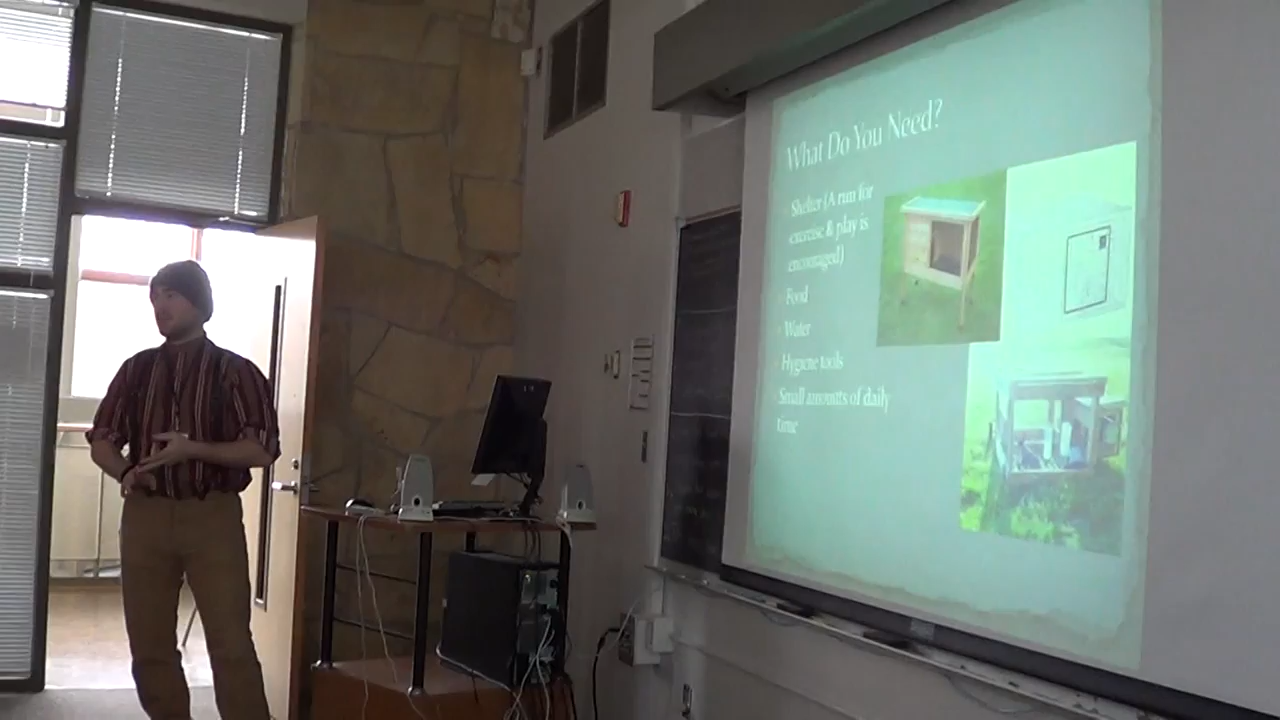 What Do You Need?
Shelter (A run for
exercise & play is
encouraged)
Food
Water
Hygiene tools
Small amounts of daily
time